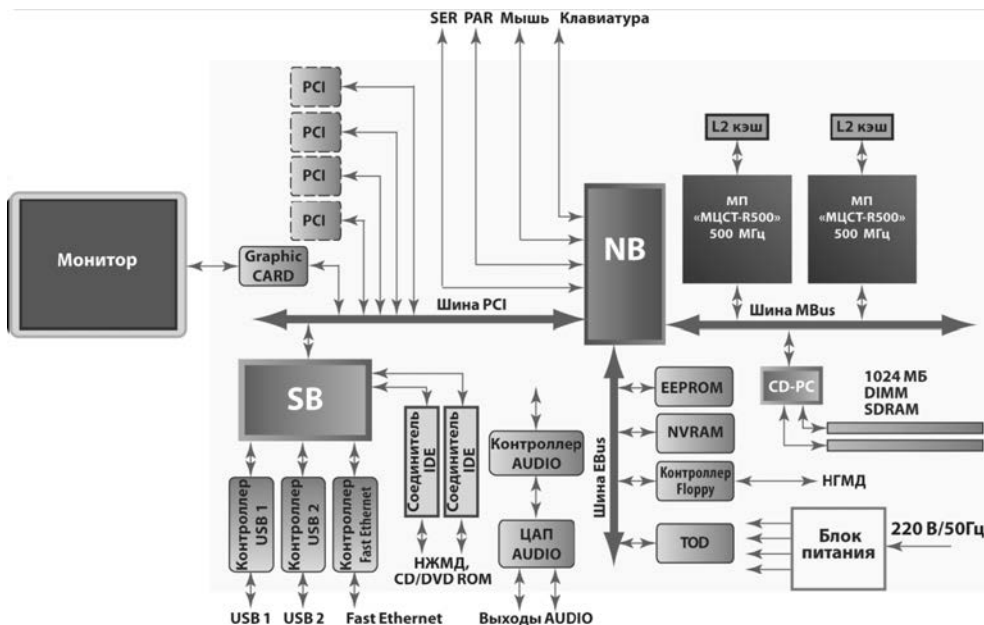 SER PAR Мышь Клавиатура
PCI
PCI
PCI
PCI
L2 кэш
L2 кэш
МП
«МЦСТ-R500»
500 МГц
МП
«МЦСТ-R500»
500 МГц
NB
Монитор
Graphic
CARD
Шина PCI
Шина MBus
SB
CD-PC
1024 МБ
DIMM
SDRAM
EEPROM
NVRAM
Контроллер
Floppy
НГМД
TOD
Шина EBus
Блок
питания
220 В/50Гц
Соединитель
IDE
Соединитель
IDE
Контроллер
AUDIO
ЦАП
AUDIO
Контроллер
USB 1
Контроллер
USB 2
Контроллер
Fast Ethernet
НЖМД,
CD/DVD ROM
USB 1
USB 2
Fast Ethernet
Выходы AUDIO